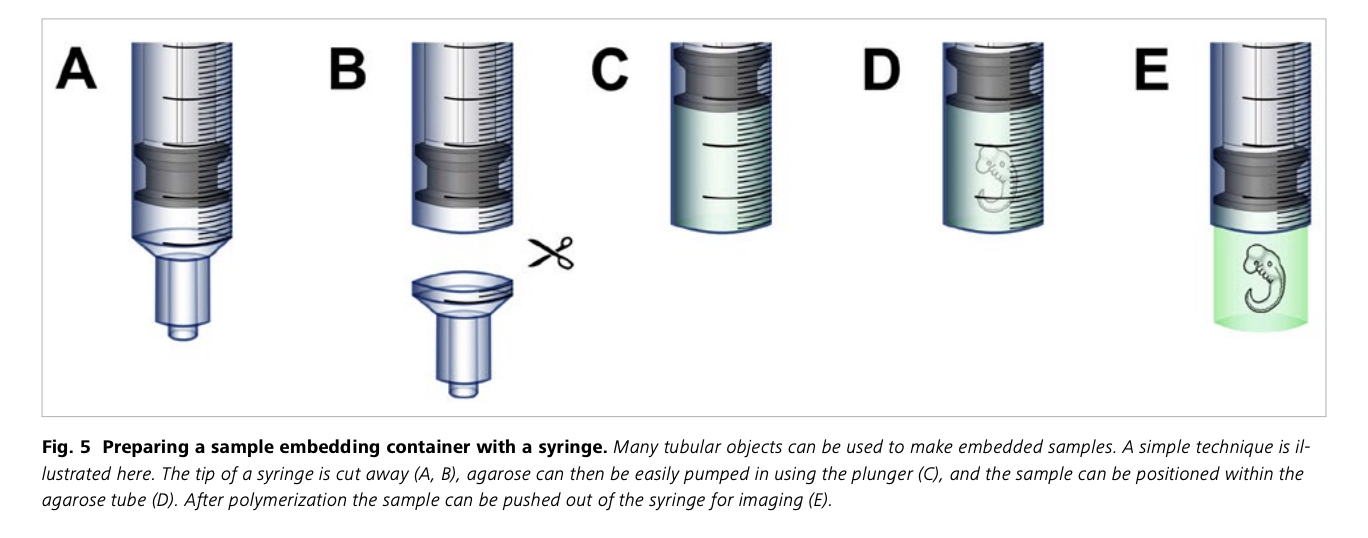 A B C D E
Fig. 5 Preparing a sample embedding container with a syringe. Many tubular objects can be used to make embedded samples. A simple technique is il-
lustrated here. The tip of a syringe is cut away (A, B), agarose can then be easily pumped in using the plunger (C), and the sample can be positioned within the
agarose tube (D). After polymerization the sample can be pushed out of the syringe for imaging (E).